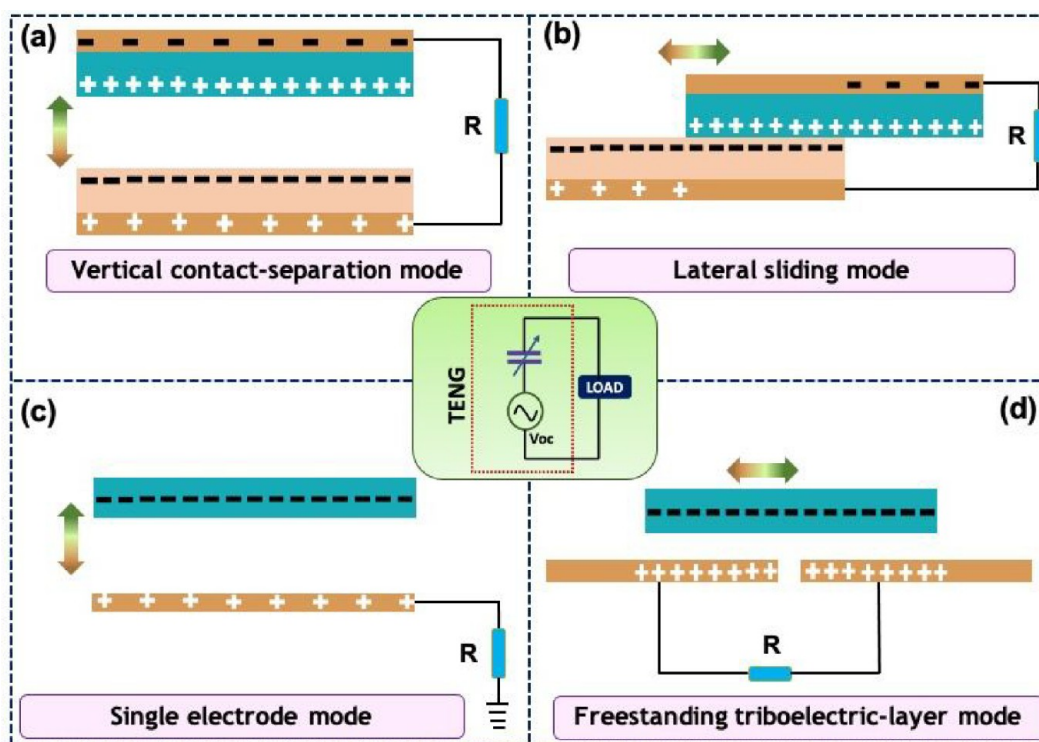 (a)
R
Vertical contact-separation mode
(b)
R
Lateral sliding mode
TENG
LOAD
Voc
(c)
R
Single electrode mode
(d)
R
Freestanding triboelectric-layer mode